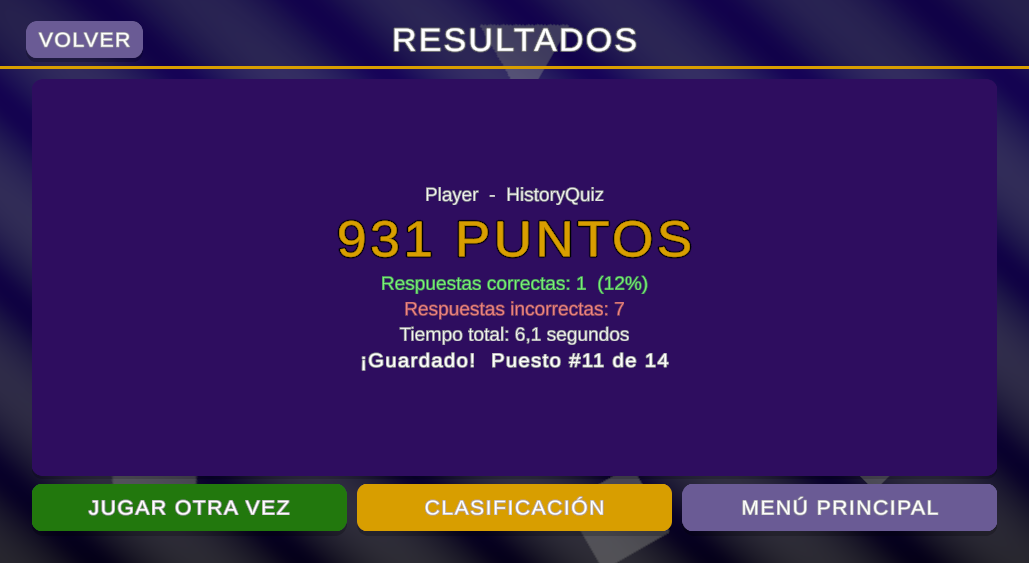 VOLVER
RESULTADOS
Player - HistoryQuiz
931 PUNTOS
Respuestas correctas: 1 (12%)
Respuestas incorrectas: 7
Tiempo total: 6,1 segundos
¡Guardado! Puesto #11 de 14
JUGAR OTRA VEZ
CLASIFICACIÓN
MENÚ PRINCIPAL